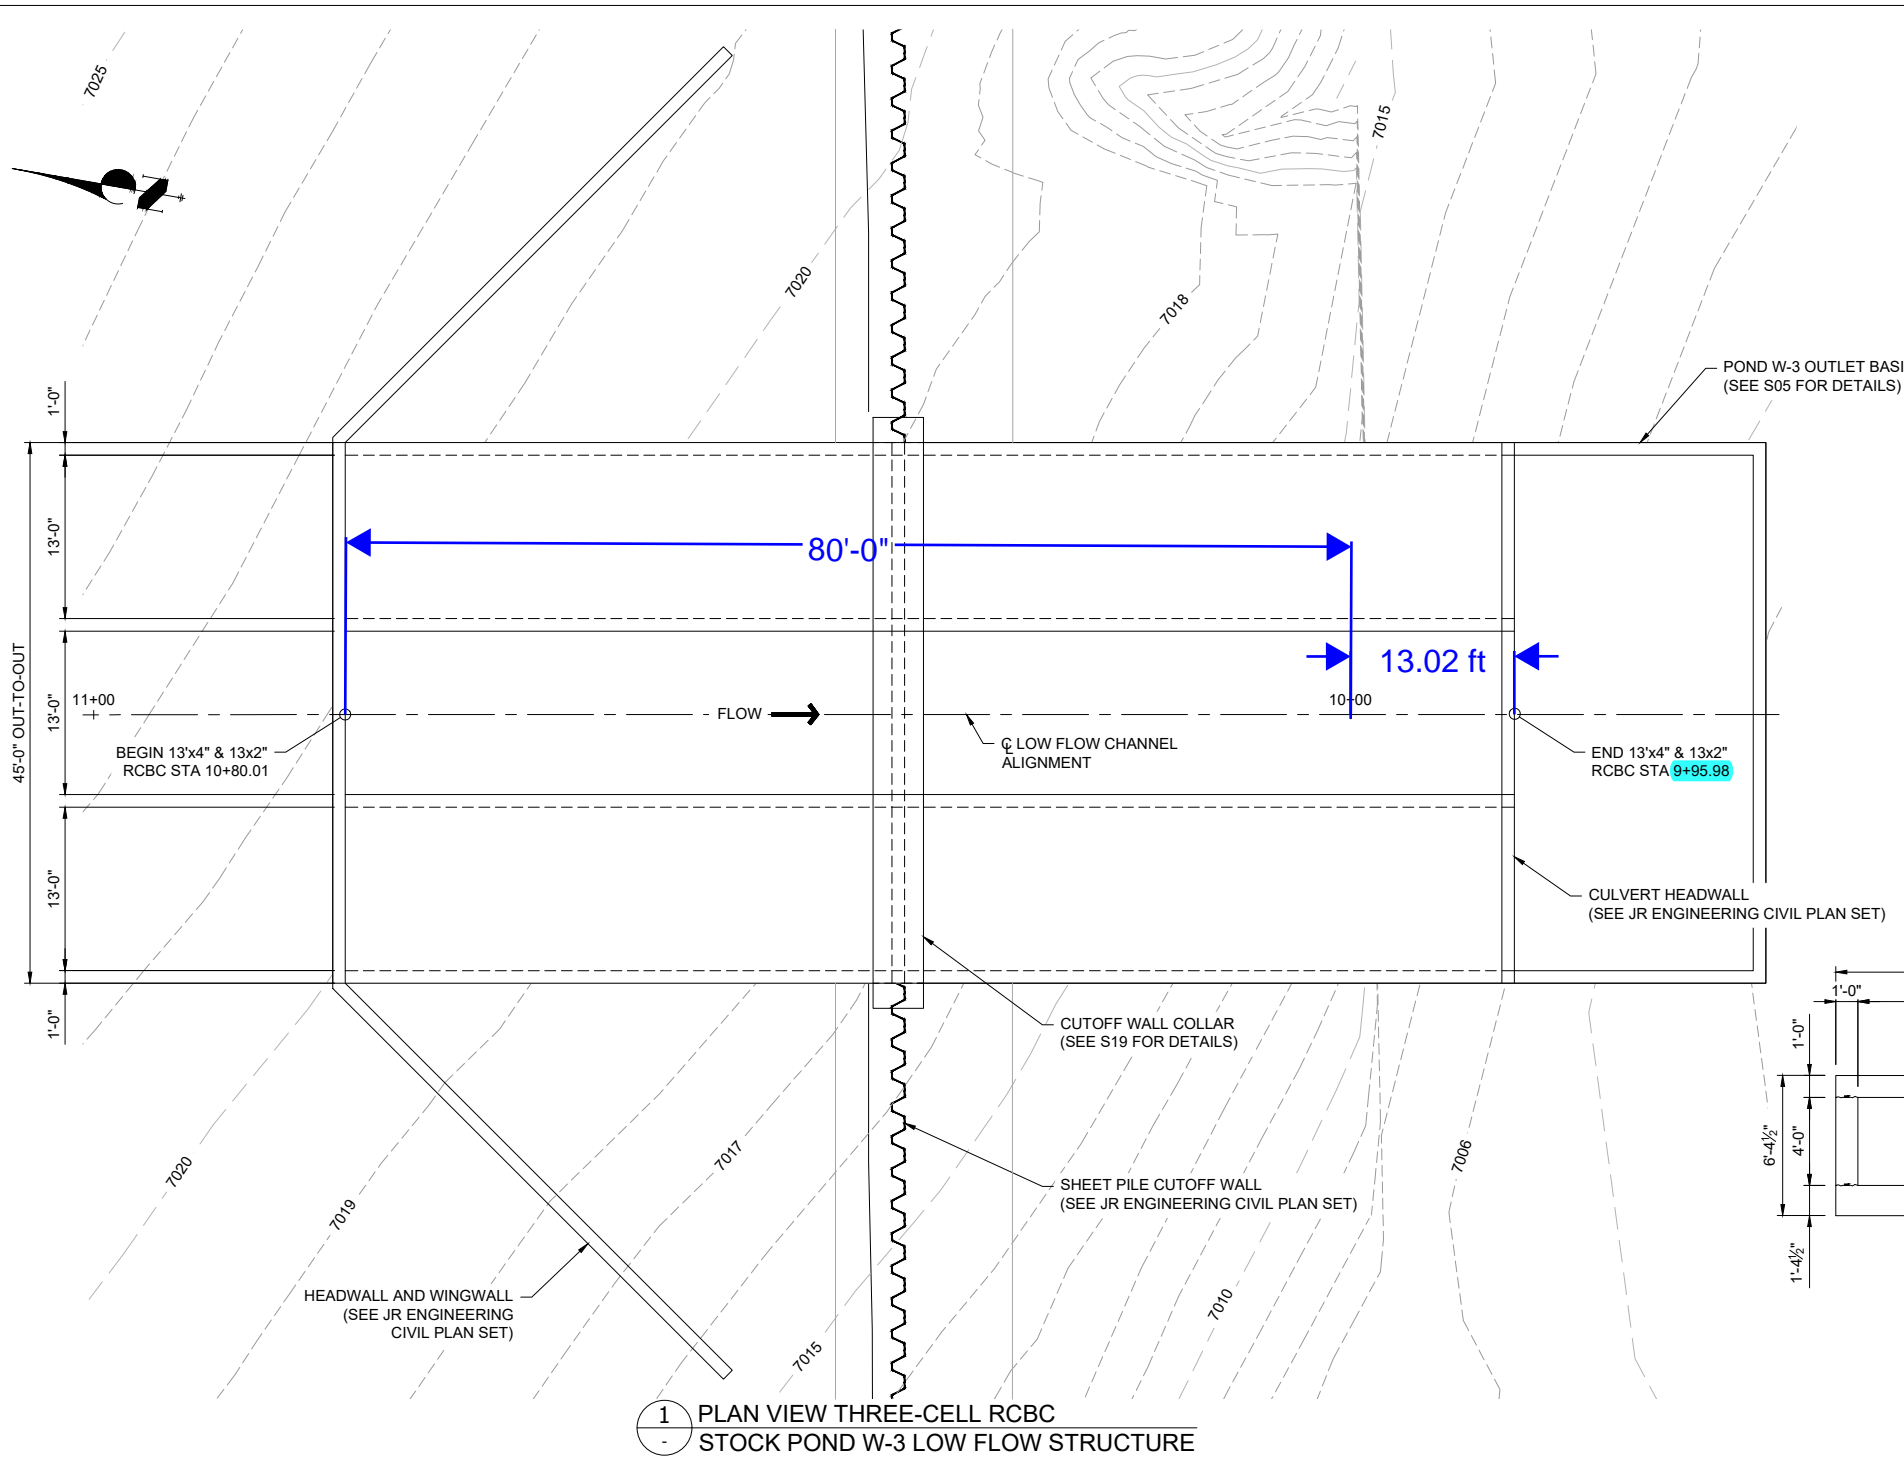 7025
7020
7018
7015
POND W-3 OUTLET BASI
(SEE S05 FOR DETAILS)
1'-0"
13'-0"
13'-0"
13'-0"
1'-0"
45'-0" OUT-TO-OUT
80'-0"
13.02 ft
11+00
10+00
FLOW
BEGIN 13'x4" & 13x2"
RCBC STA 10+80.01
℄ LOW FLOW CHANNEL
ALIGNMENT
END 13'x4" & 13x2"
RCBC STA 9+95.98
CULVERT HEADWALL
(SEE JR ENGINEERING CIVIL PLAN SET)
CUTOFF WALL COLLAR
(SEE S19 FOR DETAILS)
SHEET PILE CUTOFF WALL
(SEE JR ENGINEERING CIVIL PLAN SET)
HEADWALL AND WINGWALL
(SEE JR ENGINEERING
CIVIL PLAN SET)
7020
7019
7017
7015
7010
7006
1'-0"
1'-0"
4'-0"
6'-4½"
1'-4½"
1
-
PLAN VIEW THREE-CELL RCBC
STOCK POND W-3 LOW FLOW STRUCTURE